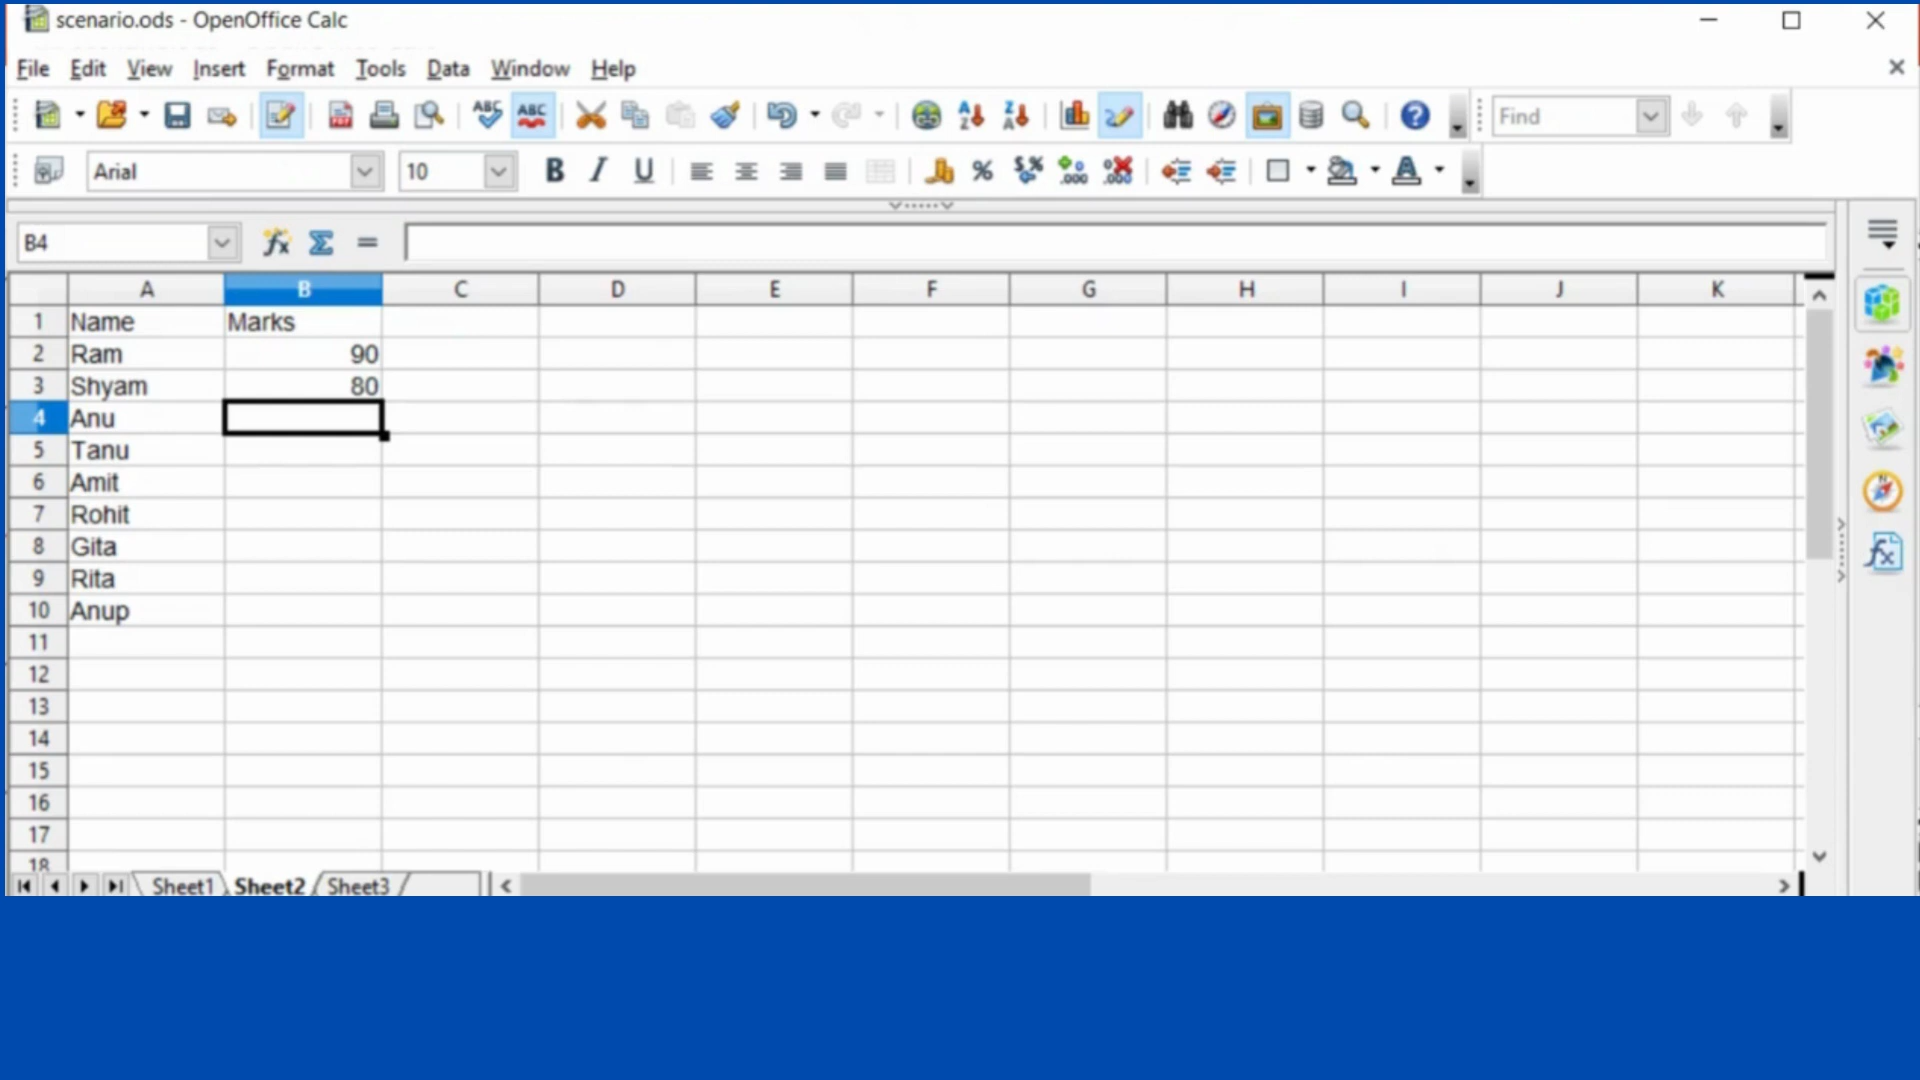 scenario.ods - OpenOffice Calc
File Edit View Insert Format Tools Data Window Help
Find
Arial 10
B4
A B C D E F G H I J K
1 Name Marks
2 Ram 90
3 Shyam 80
4 Anu
5 Tanu
6 Amit
7 Rohit
8 Gita
9 Rita
10 Anup
11
12
13
14
15
16
17
18
Sheet1 Sheet2 Sheet3